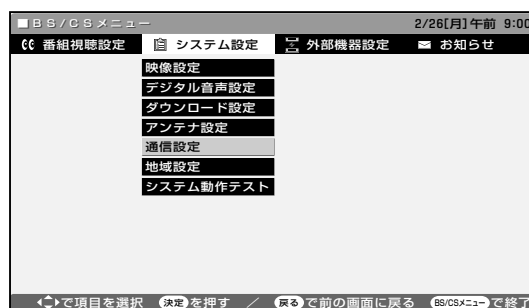 ■BS/CSメニュー 2/26[月]午前 9:00
番組視聴設定 システム設定 外部機器設定 お知らせ
映像設定
デジタル音声設定
ダウンロード設定
アンテナ設定
通信設定
地域設定
システム動作テスト
で項目を選択 決定を押す / 戻るで前の画面に戻る BS/CSメニューで終了